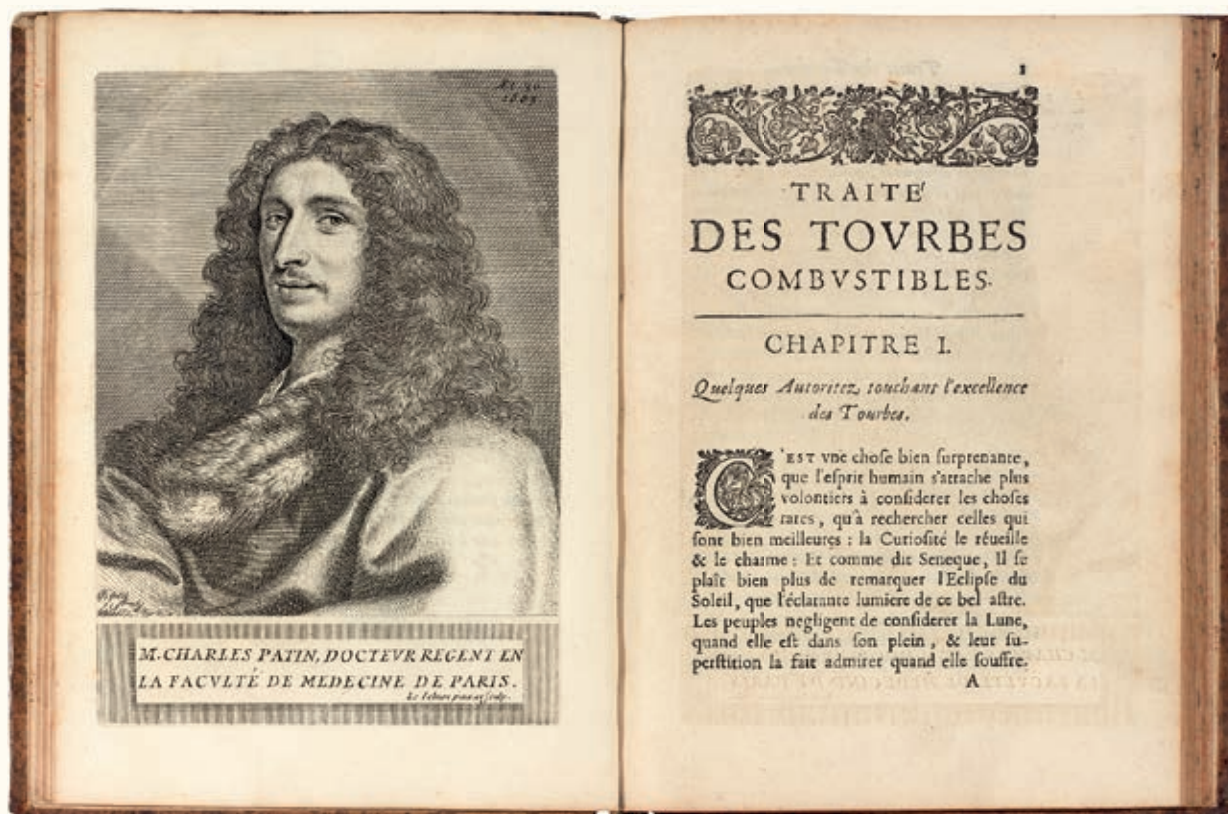 1663
M. CHARLES PATIN, DOCTEVR REGENT EN
LA FACVLTÉ DE MEDECINE DE PARIS.
1
TRAITÉ
DES TOVRBES
COMBVSTIBLES.
CHAPITRE I.
Quelques Autoritez, touchant l'excellence
des Tourbes.
C'EST vne chose bien surprenante,
que l'esprit humain s'attache plus
volontiers à considerer les choses
rares, qu'à rechercher celles qui
sont bien meilleures : la Curiosité le réueille
& le charme : Et comme dit Seneque, Il se
plaît bien plus de remarquer l'Eclipse du
Soleil, que l'éclatante lumiere de ce bel astre.
Les peuples negligent de considerer la Lune,
quand elle est dans son plein, & leur su-
perstition la fait admirer quand elle souffre.
A